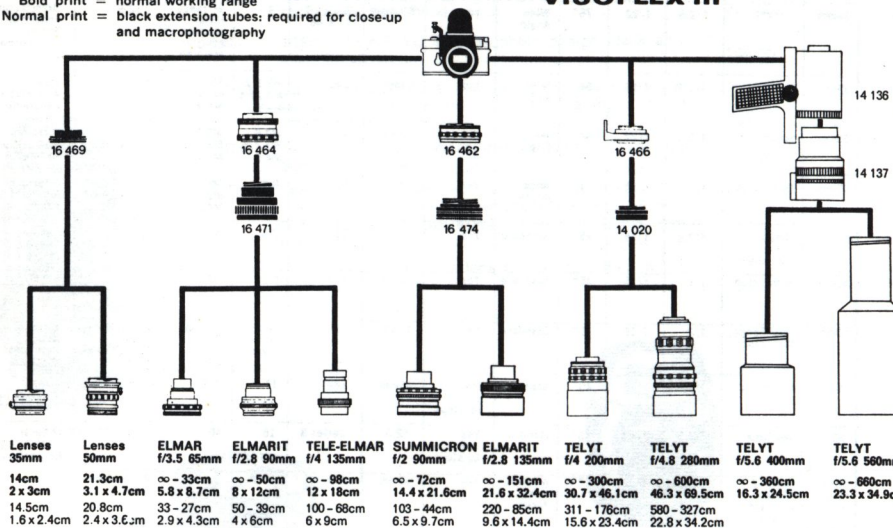 Bold print = normal working range
VISOFLEX III
Normal print = black extension tubes: required for close-up
and macrophotography
14 136
16 469
16 464
16 462
16 466
14 137
16 471
16 474
14 020
Lenses Lenses ELMAR ELMARIT TELE-ELMAR SUMMICRON ELMARIT TELYT TELYT TELYT TELYT
35mm 50mm f/3.5 65mm f/2.8 90mm f/4 135mm f/2 90mm f/2.8 135mm f/4 200mm f/4.8 280mm f/5.6 400mm f/5.6 560mm
14cm 21.3cm ∞ – 33cm ∞ – 50cm ∞ – 98cm ∞ – 72cm ∞ – 151cm ∞ – 300cm ∞ – 600cm ∞ – 360cm ∞ – 660cm
2 x 3cm 3.1 x 4.7cm 5.8 x 8.7cm 8 x 12cm 12 x 18cm 14.4 x 21.6cm 21.6 x 32.4cm 30.7 x 46.1cm 46.3 x 69.5cm 16.3 x 24.5cm 23.3 x 34.9c
14.5cm 20.8cm 33 – 27cm 50 – 39cm 100 – 68cm 103 – 44cm 220 – 85cm 311 – 176cm 580 – 327cm
1.6 x 2.4cm 2.4 x 3.6cm 2.9 x 4.3cm 4 x 6cm 6 x 9cm 6.5 x 9.7cm 9.6 x 14.4cm 15.6 x 23.4cm 22.8 x 34.2cm